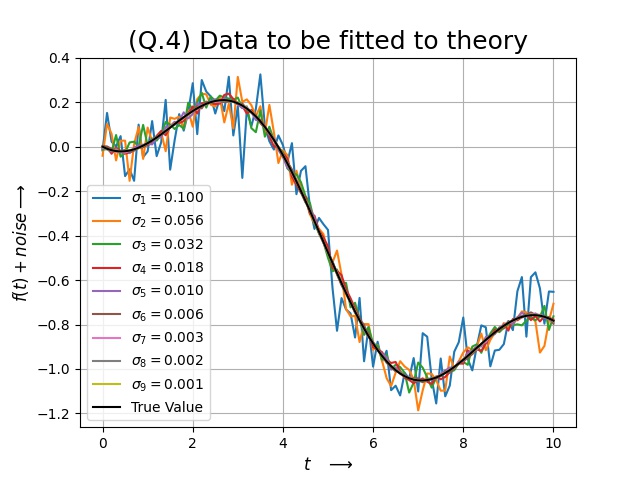 (Q.4) Data to be fitted to theory
0.4
0.2
0.0
−0.2
−0.4
−0.6
−0.8
−1.0
−1.2
f(t) + noise ⟶
σ₁ = 0.100
σ₂ = 0.056
σ₃ = 0.032
σ₄ = 0.018
σ₅ = 0.010
σ₆ = 0.006
σ₇ = 0.003
σ₈ = 0.002
σ₉ = 0.001
True Value
0 2 4 6 8 10
t ⟶